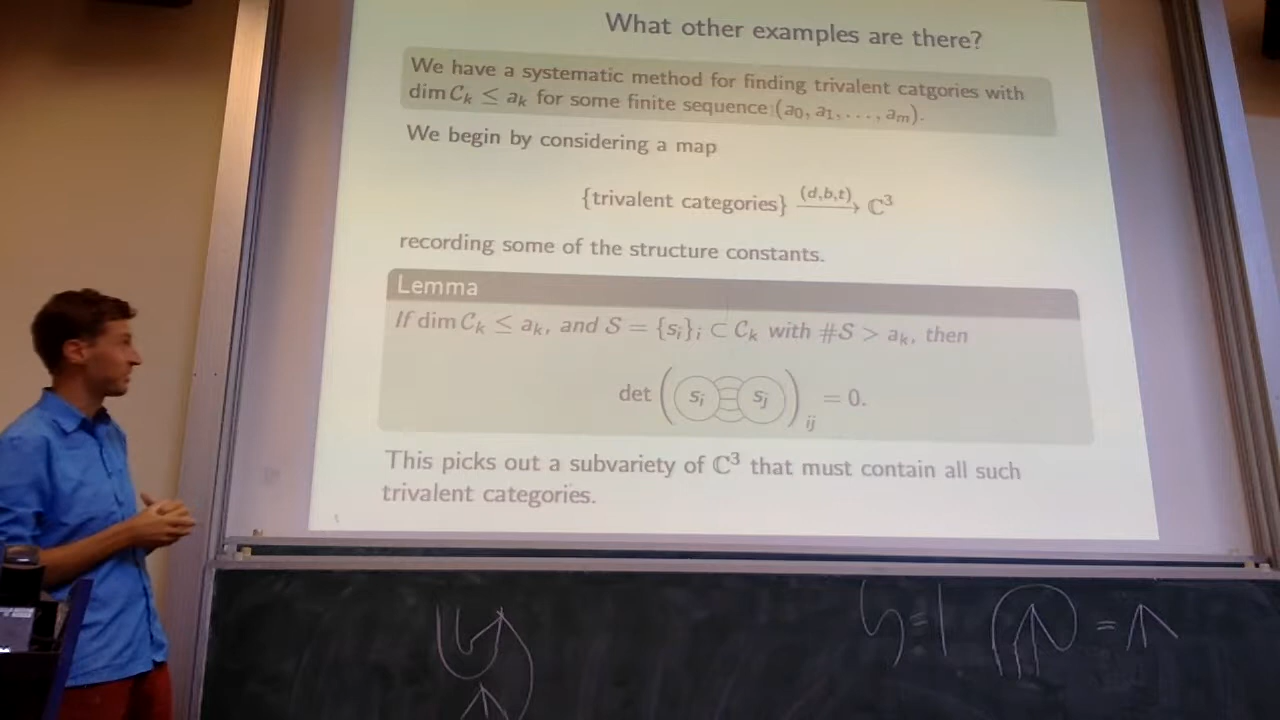 What other examples are there?
We have a systematic method for finding trivalent catgories with
dim C_k ≤ a_k for some finite sequence (a_0, a_1, . . . , a_m).
We begin by considering a map
{trivalent categories} —(d,b,t)→ ℂ³
recording some of the structure constants.
Lemma
If dim C_k ≤ a_k, and S = {s_i}_i ⊂ C_k with #S > a_k, then
det ( s_i s_j )_ij = 0.
This picks out a subvariety of ℂ³ that must contain all such
trivalent categories.